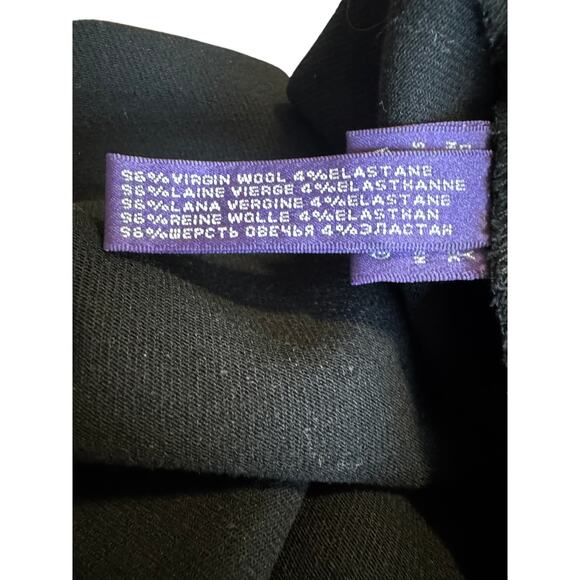 96%VIRGIN WOOL 4%ELASTANE
96%LAINE VIERGE 4%ELASTHANNE
96%LANA VERGINE 4%ELASTANE
96%REINE WOLLE 4%ELASTHAN
96%ШЕРСТЬ ОВЕЧЬЯ 4%ЭЛАСТАН